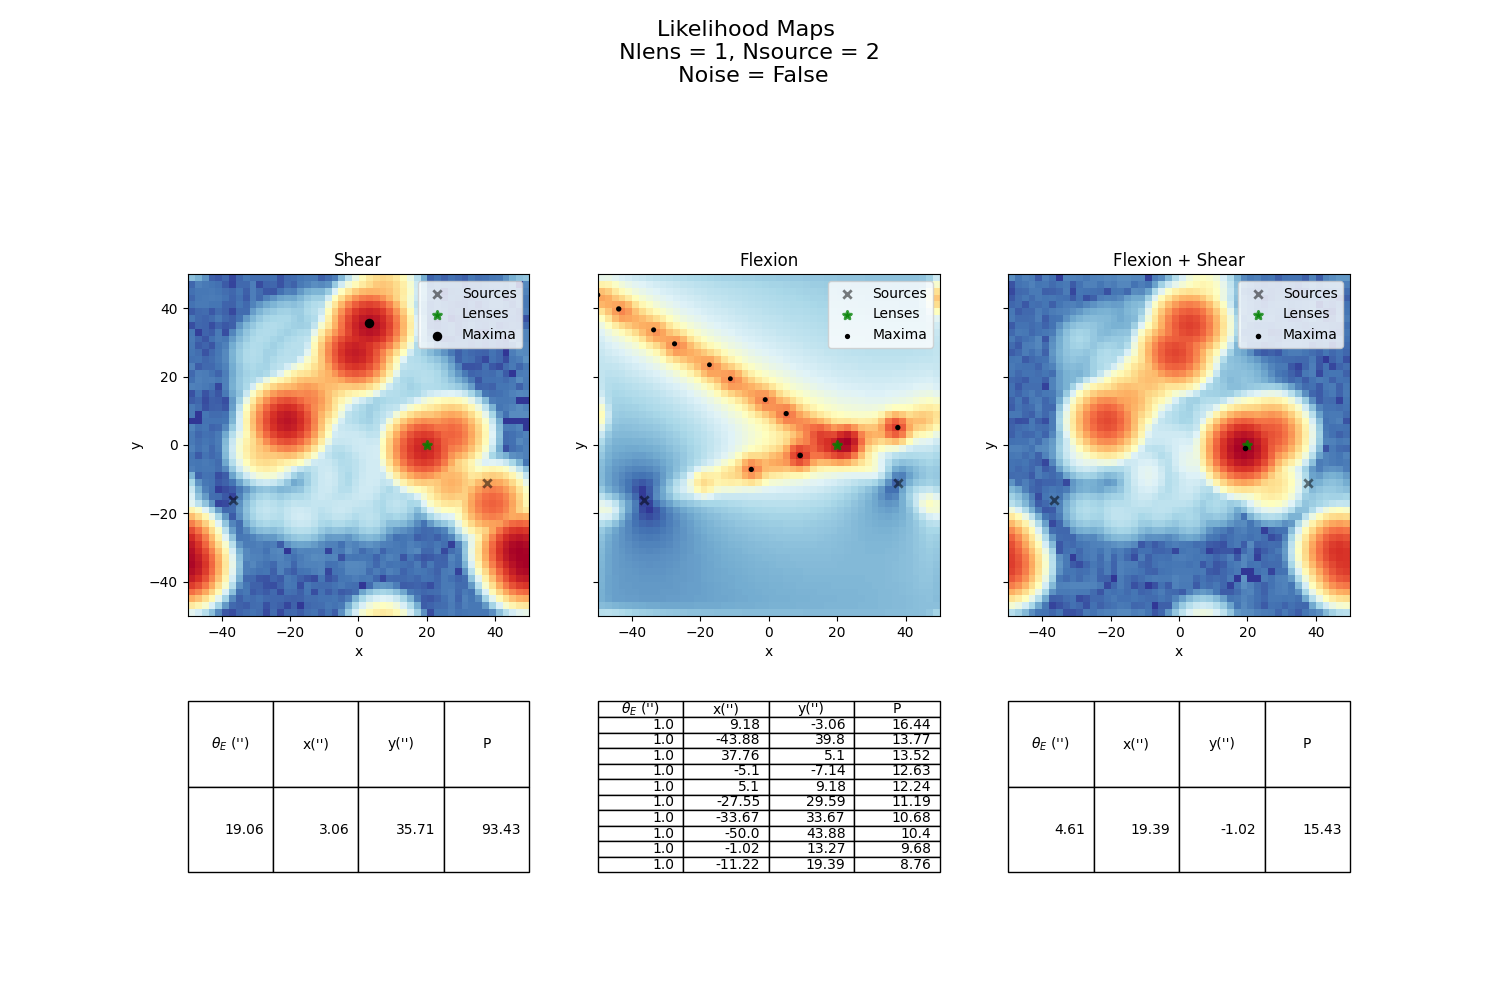 Likelihood Maps
Nlens = 1, Nsource = 2
Noise = False
Shear
Sources
Lenses
Maxima
40
20
0
−20
−40
y
−40 −20 0 20 40
x
Flexion
Sources
Lenses
Maxima
y
−40 −20 0 20 40
x
Flexion + Shear
Sources
Lenses
Maxima
y
−40 −20 0 20 40
x
θE ('') x('') y('') P
19.06 3.06 35.71 93.43
θE ('') x('') y('') P
1.0 9.18 -3.06 16.44
1.0 -43.88 39.8 13.77
1.0 37.76 5.1 13.52
1.0 -5.1 -7.14 12.63
1.0 5.1 9.18 12.24
1.0 -27.55 29.59 11.19
1.0 -33.67 33.67 10.68
1.0 -50.0 43.88 10.4
1.0 -1.02 13.27 9.68
1.0 -11.22 19.39 8.76
θE ('') x('') y('') P
4.61 19.39 -1.02 15.43